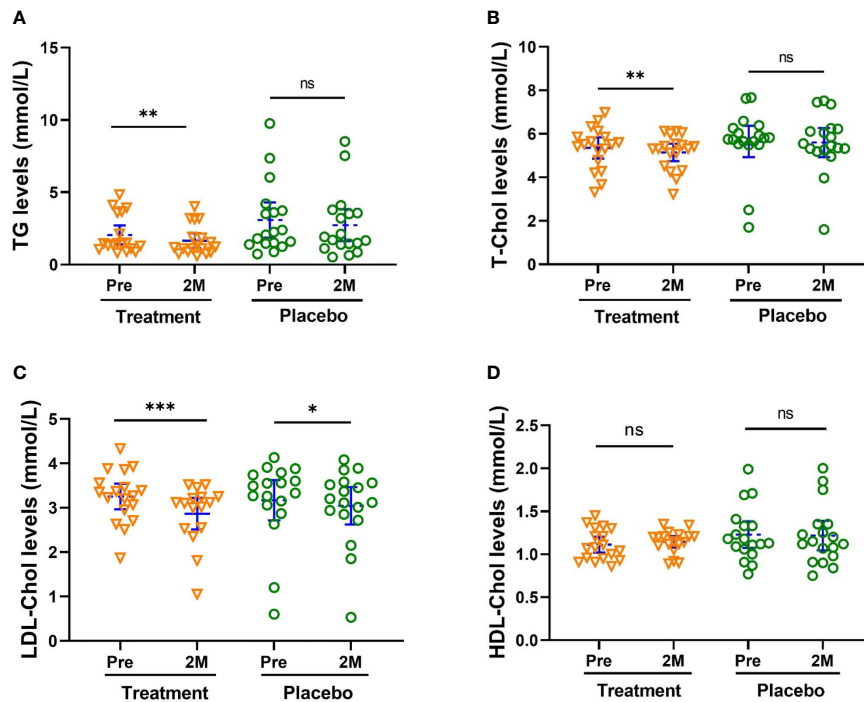 A
TG levels (mmol/L)
15
10
5
0
**
ns
Pre 2M Pre 2M
Treatment Placebo
B
T-Chol levels (mmol/L)
10
8
6
4
2
0
**
ns
Pre 2M Pre 2M
Treatment Placebo
C
LDL-Chol levels (mmol/L)
5
4
3
2
1
0
***
*
Pre 2M Pre 2M
Treatment Placebo
D
HDL-Chol levels (mmol/L)
2.5
2.0
1.5
1.0
0.5
0.0
ns
ns
Pre 2M Pre 2M
Treatment Placebo